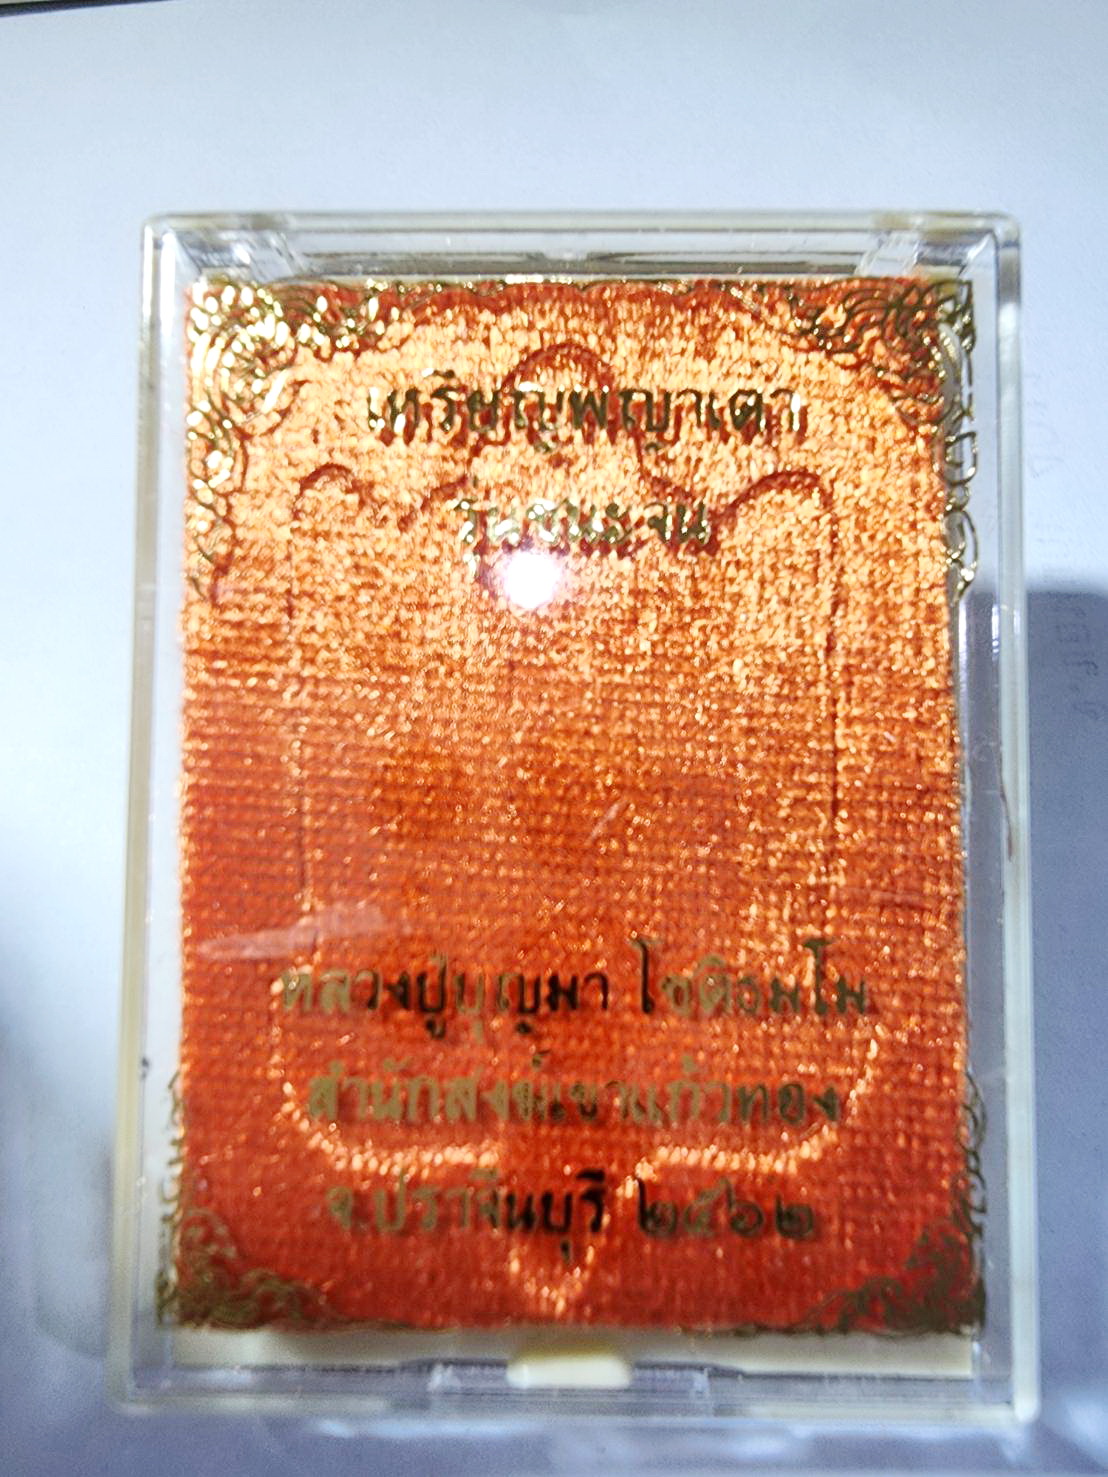 เหรียญพญาเต่า
รุ่นชนะจน
หลวงปู่บุญมา โชติธมฺโม
สำนักสงฆ์เขาแก้วทอง
จ.ปราจีนบุรี ๒๕๖๒